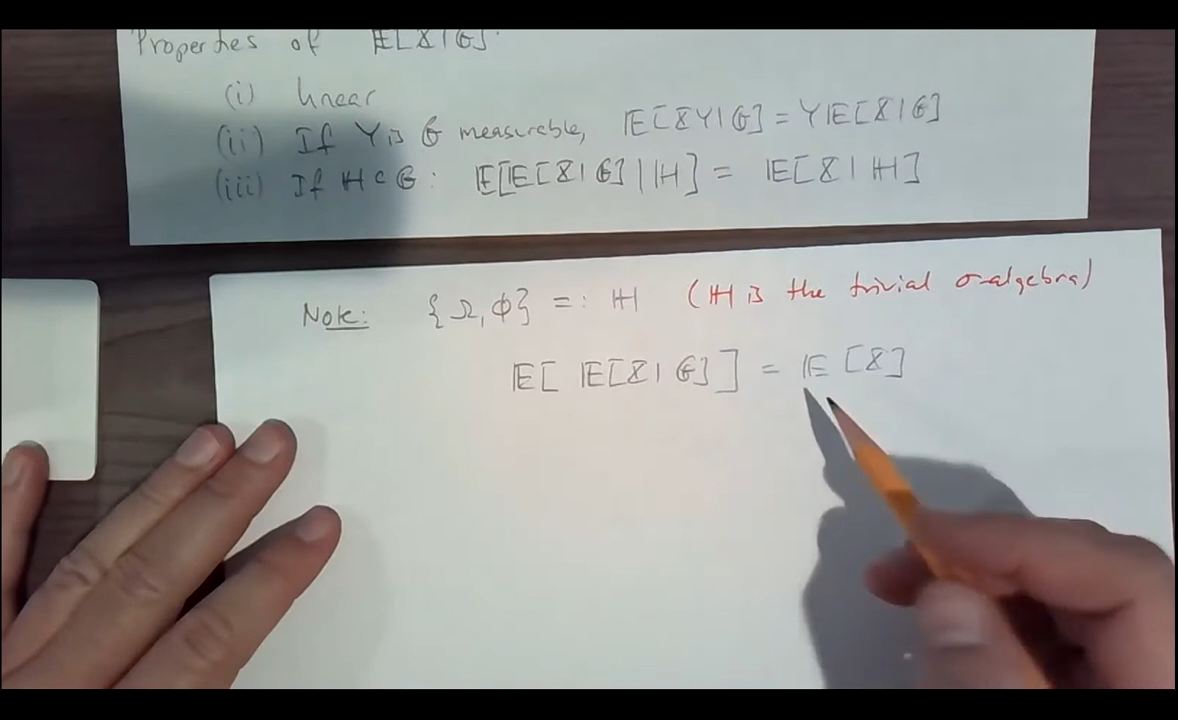 Properties of 𝔼[X|𝔾]:
(i) linear
(ii) If Y is 𝔾 measurable, 𝔼[XY|𝔾] = Y𝔼[X|𝔾]
(iii) If ℍ ⊂ 𝔾: 𝔼[𝔼[X|𝔾]|ℍ] = 𝔼[X|ℍ]
Note: {Ω, ϕ} =: ℍ (ℍ is the trivial σ-algebra)
𝔼[ 𝔼[X|𝔾] ] = 𝔼[X]